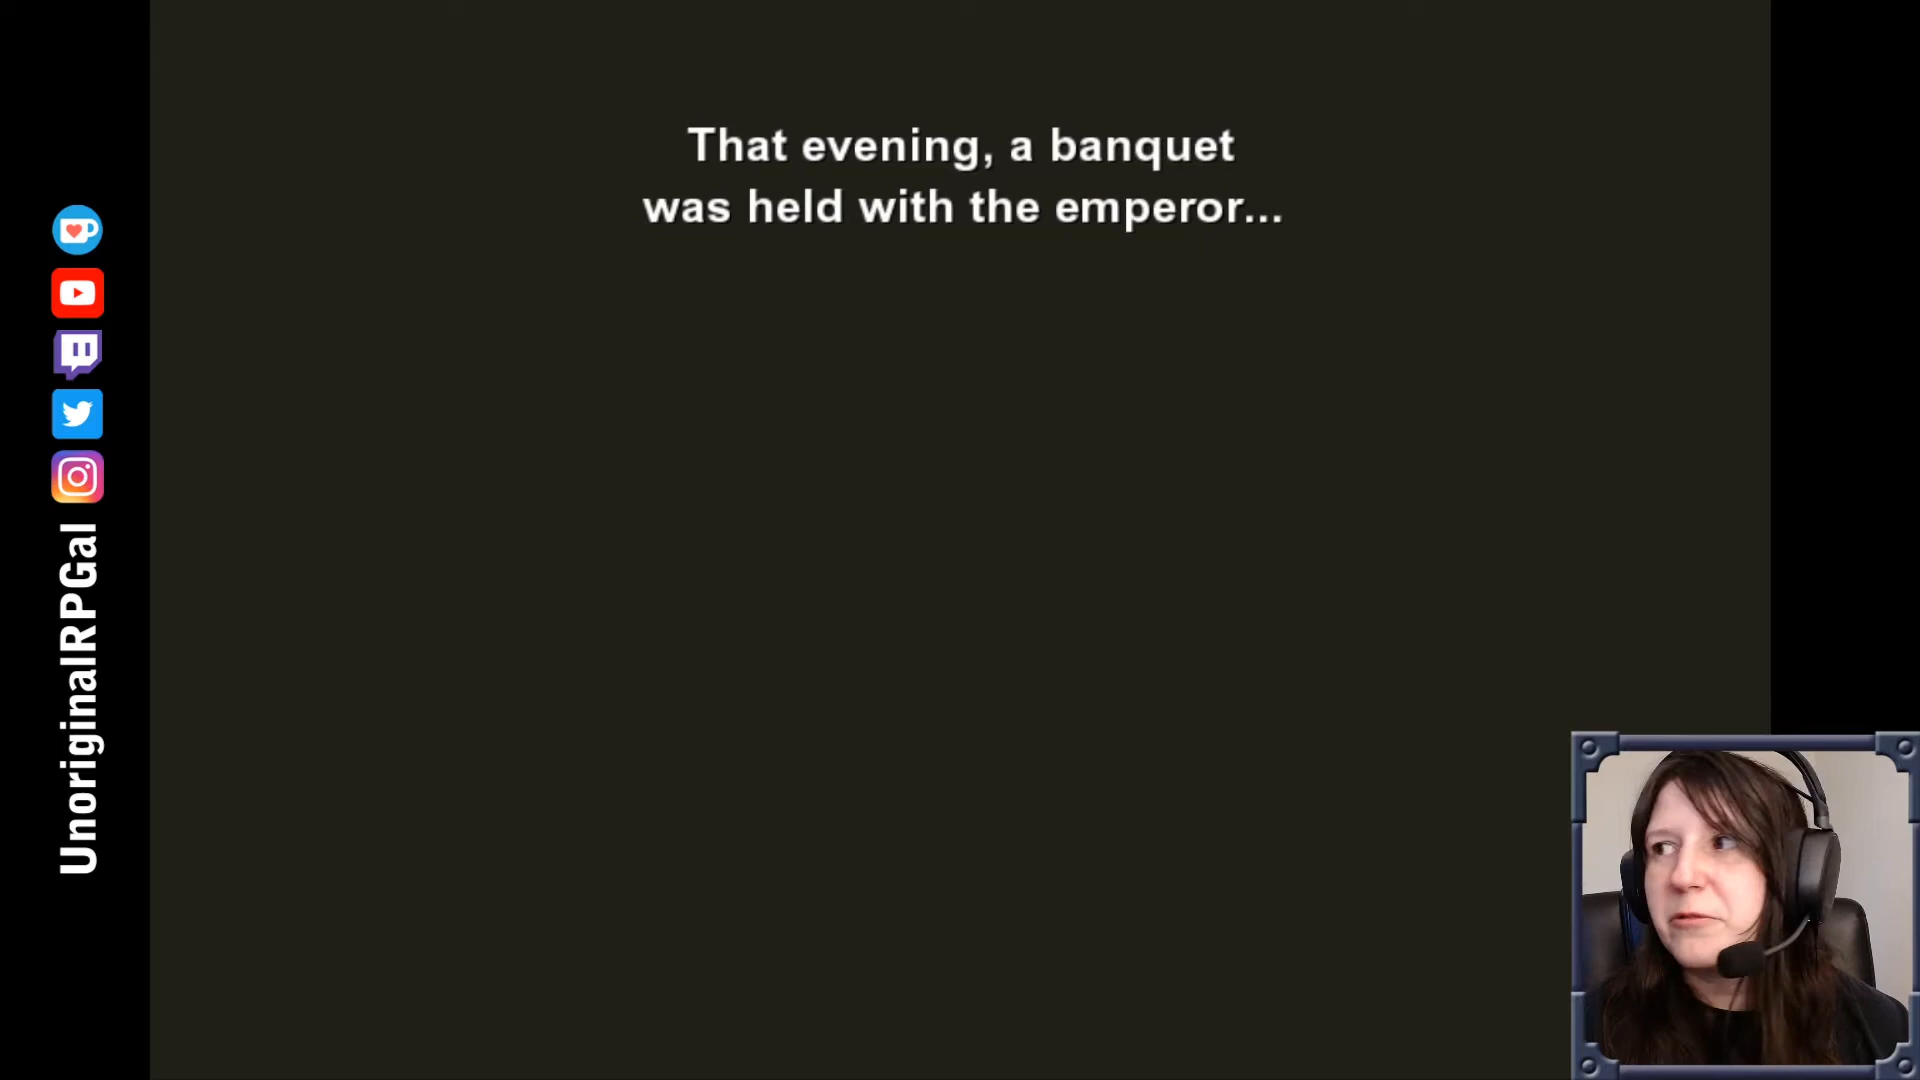 That evening, a banquet
was held with the emperor...
UnoriginalRPGal